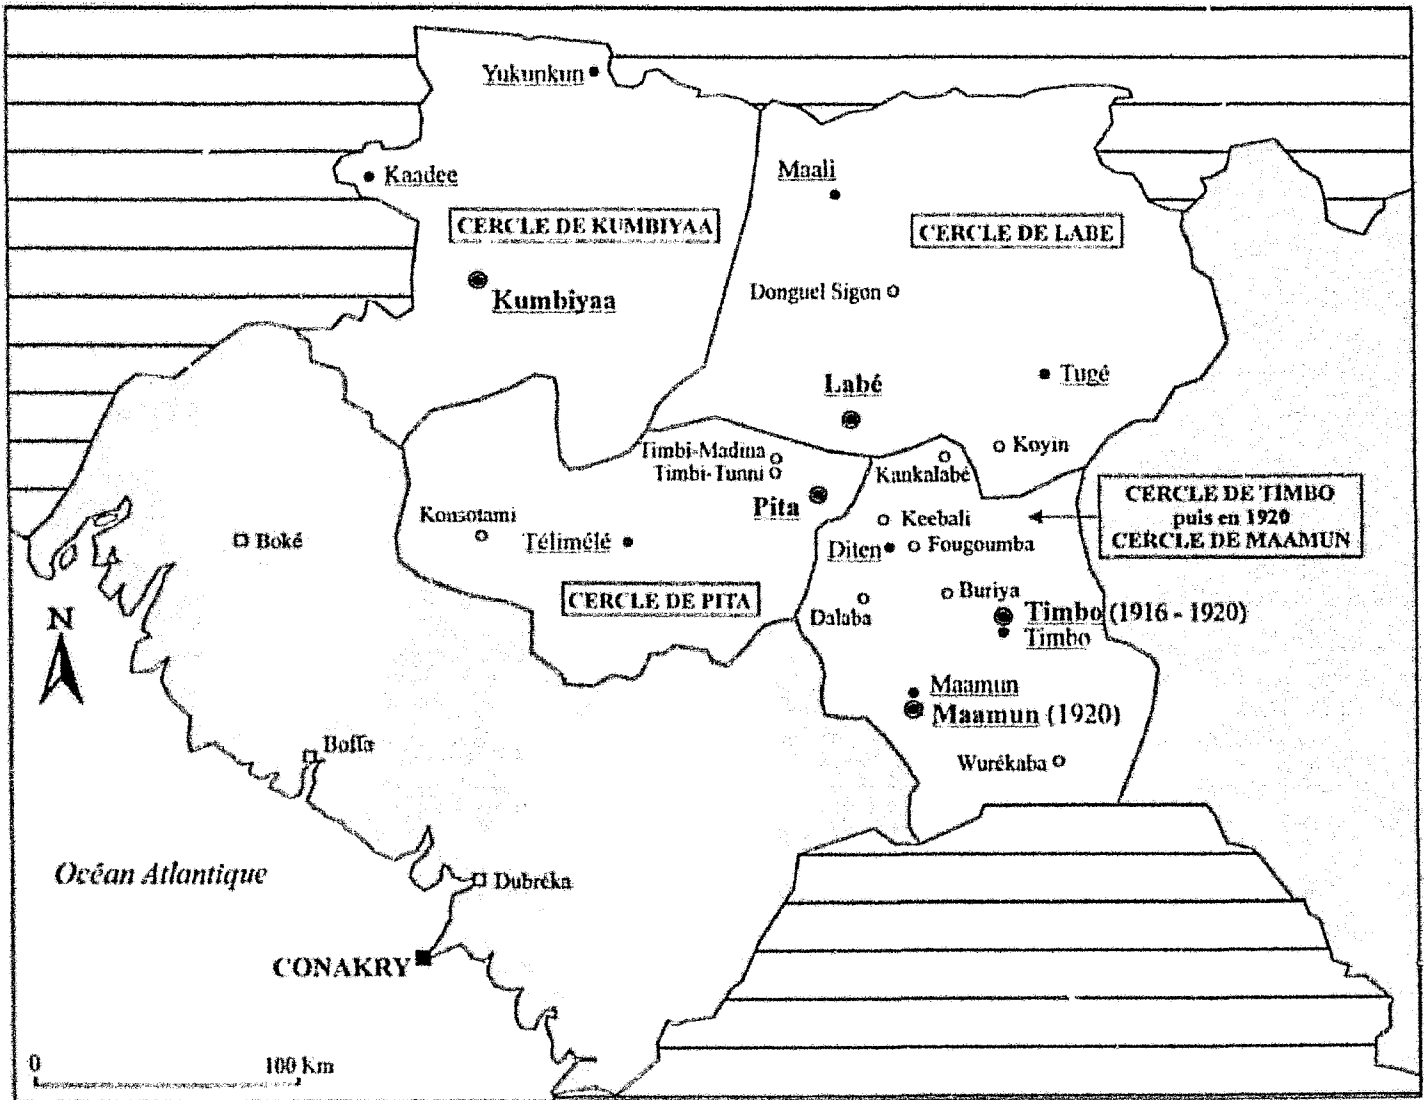 Yukunkun
Kaadee
Maali
CERCLE DE KUMBIYAA
CERCLE DE LABE
Kumbiyaa
Donguel Sigon
Labé
Tugé
Timbi-Madina
Timbi-Tunni
Kankalabé
Koyin
Pita
CERCLE DE TIMBO
puis en 1920
CERCLE DE MAAMUN
Konsotami
Keebali
Boké
Télimélé
Diten
Fougoumba
CERCLE DE PITA
Buriya
Dalaba
N
Timbo (1916 - 1920)
Timbo
Maamun
Maamun (1920)
Boffa
Wurékaba
Océan Atlantique
Dubréka
CONAKRY
0
100 Km